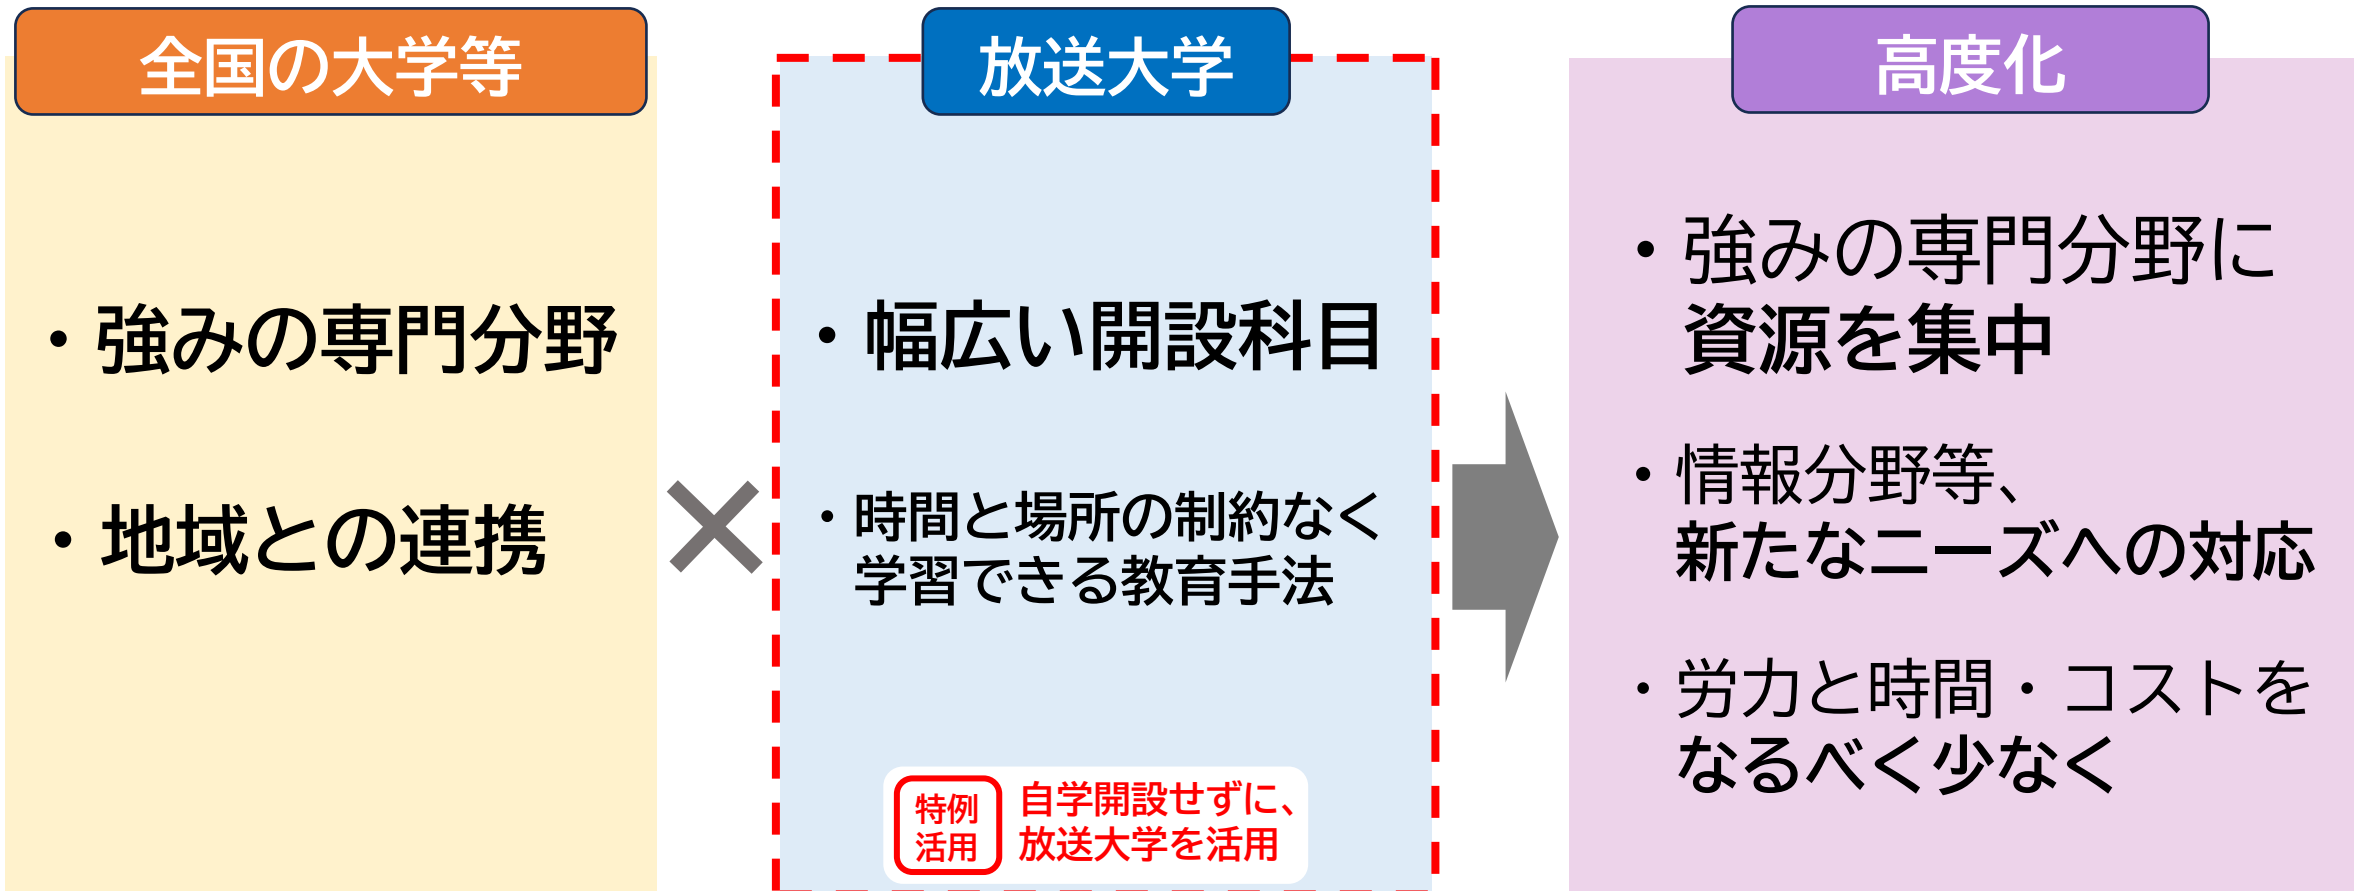 全国の大学等
・強みの専門分野
・地域との連携
×
放送大学
・幅広い開設科目
・時間と場所の制約なく
学習できる教育手法
特例
活用
自学開設せずに、
放送大学を活用
高度化
・強みの専門分野に
資源を集中
・情報分野等、
新たなニーズへの対応
・労力と時間・コストを
なるべく少なく